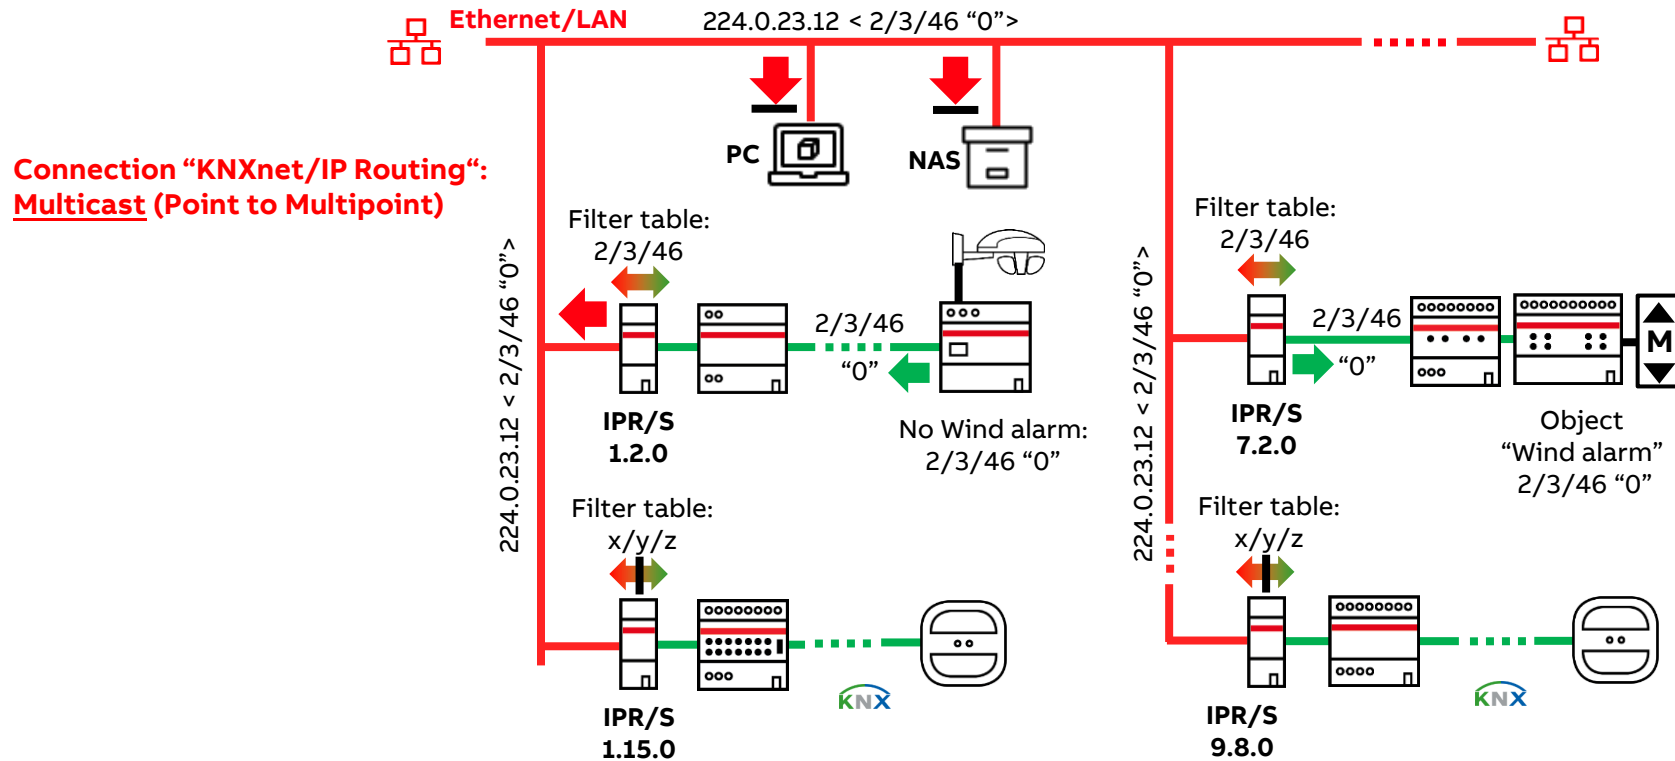 Ethernet/LAN
224.0.23.12 < 2/3/46 “0”>
PC
NAS
Connection “KNXnet/IP Routing“:
Multicast (Point to Multipoint)
Filter table:
2/3/46
224.0.23.12 < 2/3/46 “0”>
2/3/46
“0”
IPR/S
1.2.0
No Wind alarm:
2/3/46 “0”
Filter table:
x/y/z
KNX
IPR/S
1.15.0
Filter table:
2/3/46
224.0.23.12 < 2/3/46 “0”>
2/3/46
“0”
M
IPR/S
7.2.0
Object
“Wind alarm”
2/3/46 “0”
Filter table:
x/y/z
KNX
IPR/S
9.8.0